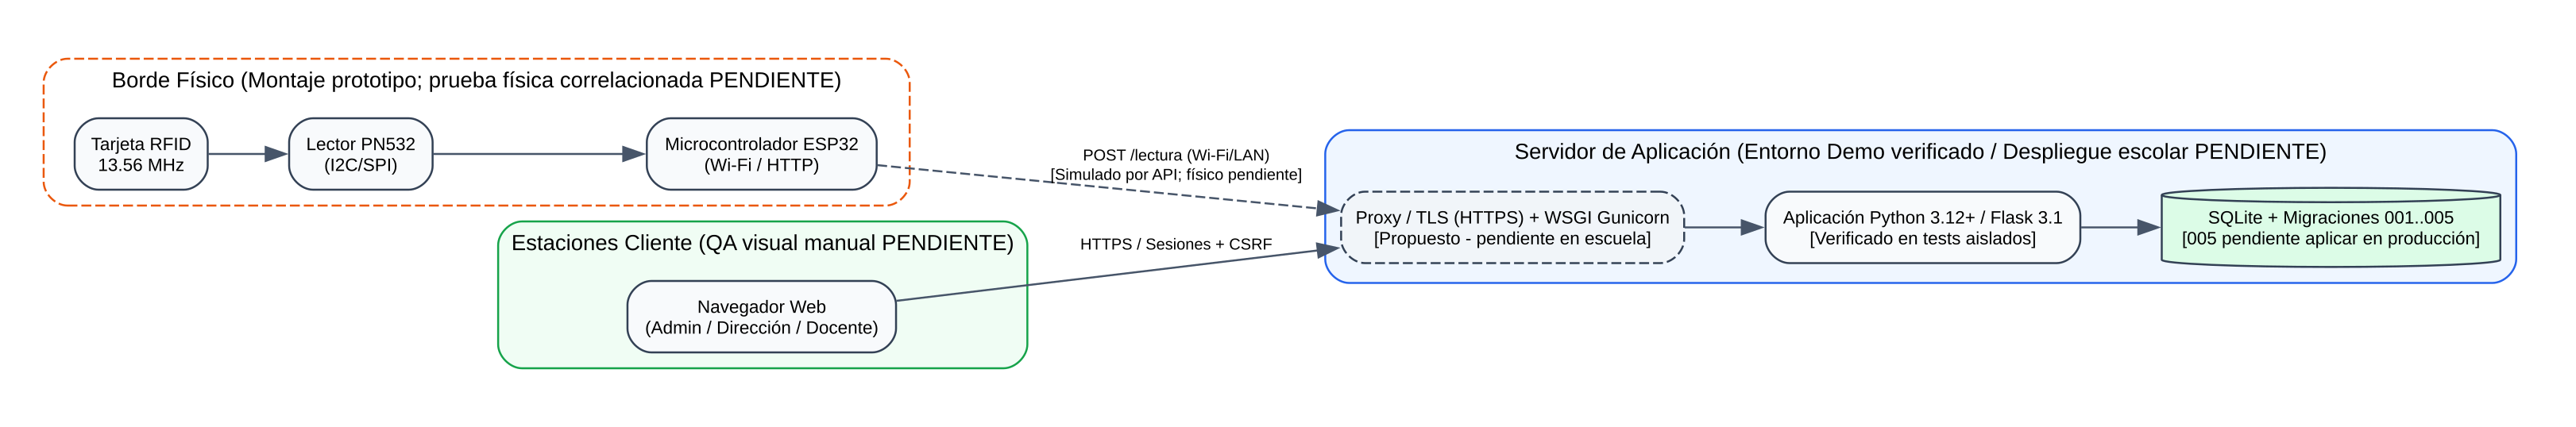 Borde Físico (Montaje prototipo; prueba física correlacionada PENDIENTE)
Tarjeta RFID
13.56 MHz
Lector PN532
(I2C/SPI)
Microcontrolador ESP32
(Wi-Fi / HTTP)
POST /lectura (Wi-Fi/LAN)
[Simulado por API; físico pendiente]
Estaciones Cliente (QA visual manual PENDIENTE)
Navegador Web
(Admin / Dirección / Docente)
HTTPS / Sesiones + CSRF
Servidor de Aplicación (Entorno Demo verificado / Despliegue escolar PENDIENTE)
Proxy / TLS (HTTPS) + WSGI Gunicorn
[Propuesto - pendiente en escuela]
Aplicación Python 3.12+ / Flask 3.1
[Verificado en tests aislados]
SQLite + Migraciones 001..005
[005 pendiente aplicar en producción]